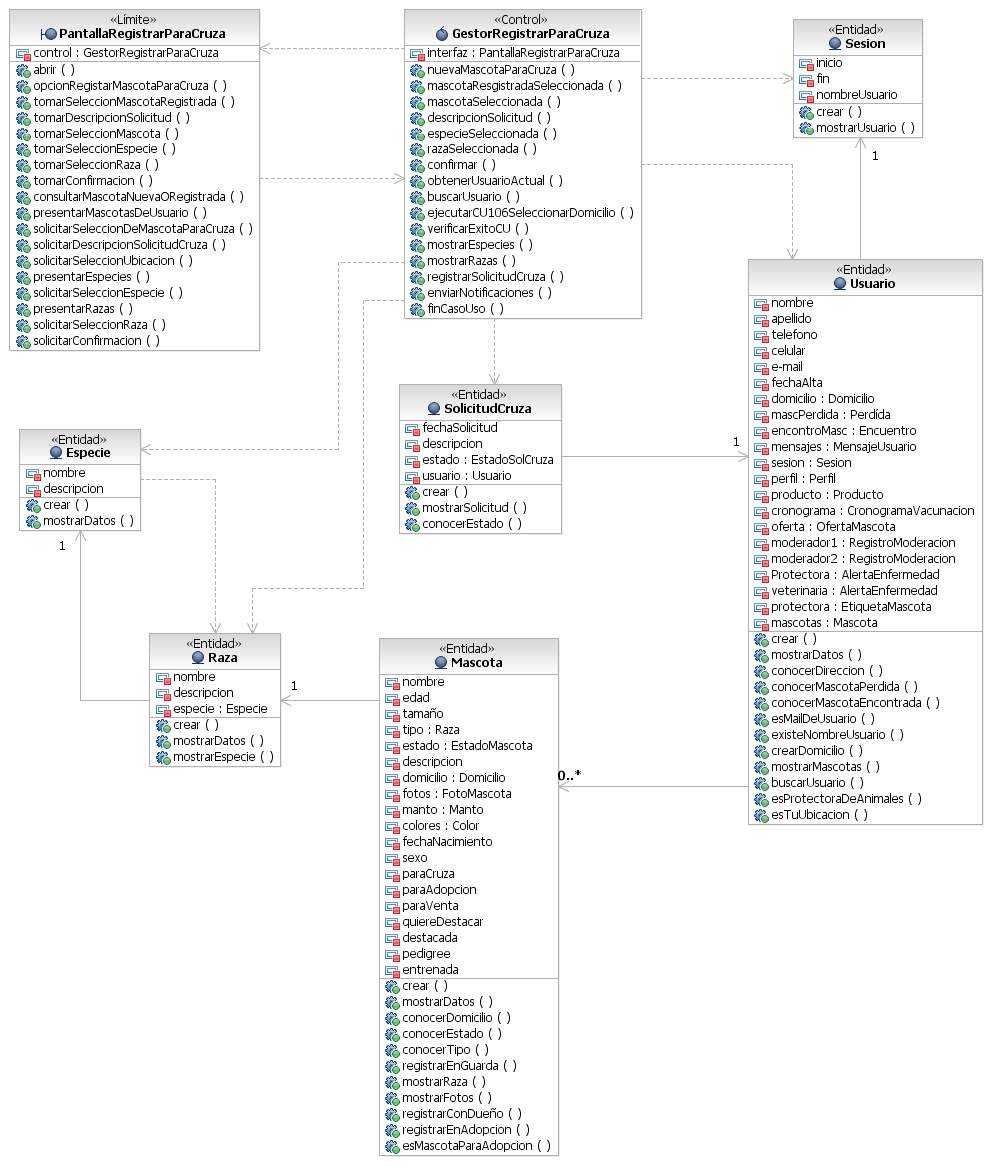 «Límite»
PantallaRegistrarParaCruza
control : GestorRegistrarParaCruza
abrir ( )
opcionRegistarMascotaParaCruza ( )
tomarSeleccionMascotaRegistrada ( )
tomarDescripcionSolicitud ( )
tomarSeleccionMascota ( )
tomarSeleccionEspecie ( )
tomarSeleccionRaza ( )
tomarConfirmacion ( )
consultarMascotaNuevaORegistrada ( )
presentarMascotasDeUsuario ( )
solicitarSeleccionDeMascotaParaCruza ( )
solicitarDescripcionSolicitudCruza ( )
solicitarSeleccionUbicacion ( )
presentarEspecies ( )
solicitarSeleccionEspecie ( )
presentarRazas ( )
solicitarSeleccionRaza ( )
solicitarConfirmacion ( )
«Control»
GestorRegistrarParaCruza
interfaz : PantallaRegistrarParaCruza
nuevaMascotaParaCruza ( )
mascotaResgistradaSeleccionada ( )
mascotaSeleccionada ( )
descripcionSolicitud ( )
especieSeleccionada ( )
razaSeleccionada ( )
confirmar ( )
obtenerUsuarioActual ( )
buscarUsuario ( )
ejecutarCU106SeleccionarDomicilio ( )
verificarExitoCU ( )
mostrarEspecies ( )
mostrarRazas ( )
registrarSolicitudCruza ( )
enviarNotificaciones ( )
finCasoUso ( )
«Entidad»
Sesion
inicio
fin
nombreUsuario
crear ( )
mostrarUsuario ( )
1
«Entidad»
Usuario
nombre
apellido
telefono
celular
e-mail
fechaAlta
domicilio : Domicilio
mascPerdida : Perdída
encontroMasc : Encuentro
mensajes : MensajeUsuario
sesion : Sesion
perfil : Perfil
producto : Producto
cronograma : CronogramaVacunacion
oferta : OfertaMascota
moderador1 : RegistroModeracion
moderador2 : RegistroModeracion
Protectora : AlertaEnfermedad
veterinaria : AlertaEnfermedad
protectora : EtiquetaMascota
mascotas : Mascota
crear ( )
mostrarDatos ( )
conocerDireccion ( )
conocerMascotaPerdida ( )
conocerMascotaEncontrada ( )
esMailDeUsuario ( )
existeNombreUsuario ( )
crearDomicilio ( )
mostrarMascotas ( )
buscarUsuario ( )
esProtectoraDeAnimales ( )
esTuUbicacion ( )
«Entidad»
SolicitudCruza
fechaSolicitud
descripcion
estado : EstadoSolCruza
usuario : Usuario
crear ( )
mostrarSolicitud ( )
conocerEstado ( )
1
«Entidad»
Especie
nombre
descripcion
crear ( )
mostrarDatos ( )
1
«Entidad»
Raza
nombre
descripcion
especie : Especie
crear ( )
mostrarDatos ( )
mostrarEspecie ( )
1
«Entidad»
Mascota
nombre
edad
tamaño
tipo : Raza
estado : EstadoMascota
descripcion
domicilio : Domicilio
fotos : FotoMascota
manto : Manto
colores : Color
fechaNacimiento
sexo
paraCruza
paraAdopcion
paraVenta
quiereDestacar
destacada
pedigree
entrenada
crear ( )
mostrarDatos ( )
conocerDomicilio ( )
conocerEstado ( )
conocerTipo ( )
registrarEnGuarda ( )
mostrarRaza ( )
mostrarFotos ( )
registrarConDueño ( )
registrarEnAdopcion ( )
esMascotaParaAdopcion ( )
0..*